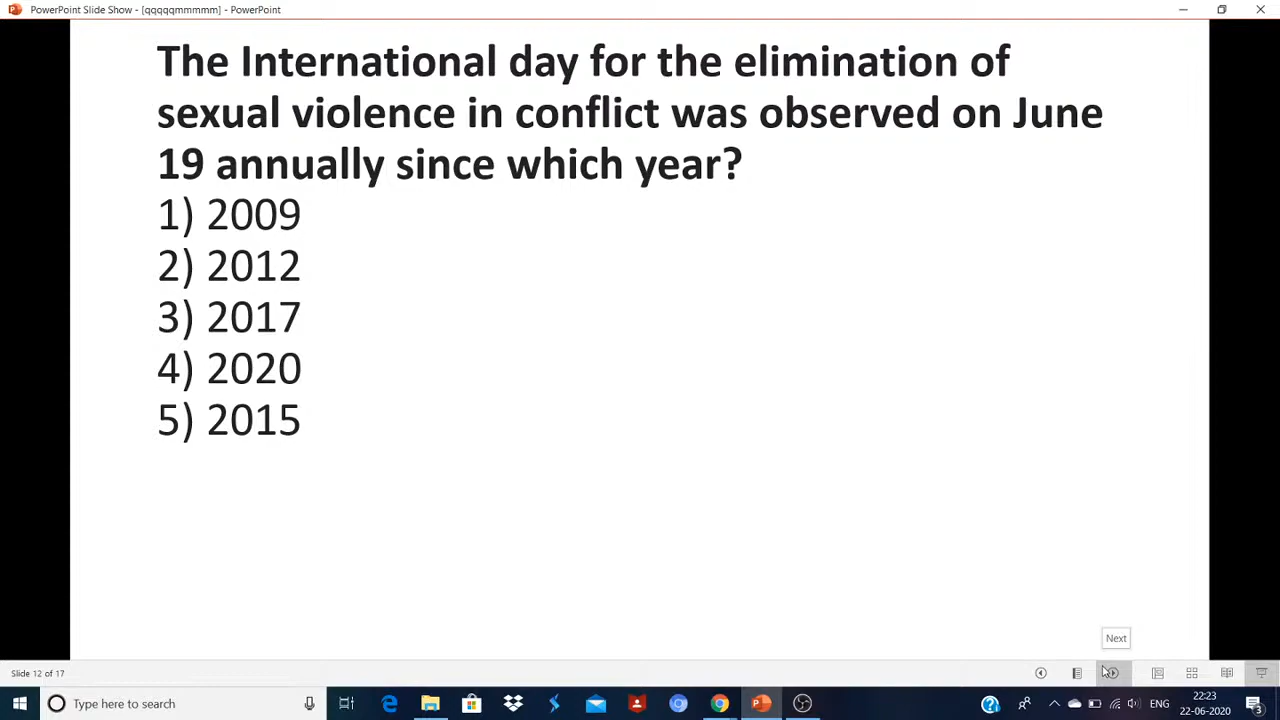 PowerPoint Slide Show - [qqqqqmmmmm] - PowerPoint
The International day for the elimination of
sexual violence in conflict was observed on June
19 annually since which year?
1) 2009
2) 2012
3) 2017
4) 2020
5) 2015
Next
Slide 12 of 17
Type here to search
ENG
22:23
22-06-2020
3